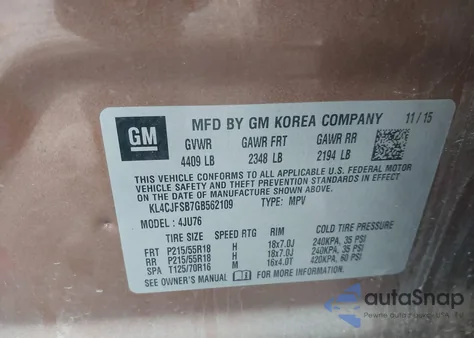 GM
MFD BY GM KOREA COMPANY 11/15
GVWR GAWR FRT GAWR RR
4409 LB 2348 LB 2194 LB
THIS VEHICLE CONFORMS TO ALL APPLICABLE U.S. FEDERAL MOTOR
VEHICLE SAFETY AND THEFT PREVENTION STANDARDS IN EFFECT ON THE
DATE OF MANUFACTURE SHOWN ABOVE.
KL4CJFSB7GB562109 TYPE: MPV
MODEL: 4JU76
TIRE SIZE SPEED RTG RIM COLD TIRE PRESSURE
FRT P215/55R18 H 18x7.0J 240KPA, 35 PSI
RR P215/55R18 H 18x7.0J 240KPA, 35 PSI
SPA T125/70R16 M 16x4.0T 420KPA, 60 PSI
SEE OWNER'S MANUAL FOR MORE INFORMATION.
autoSnap
Pewne auto z USA